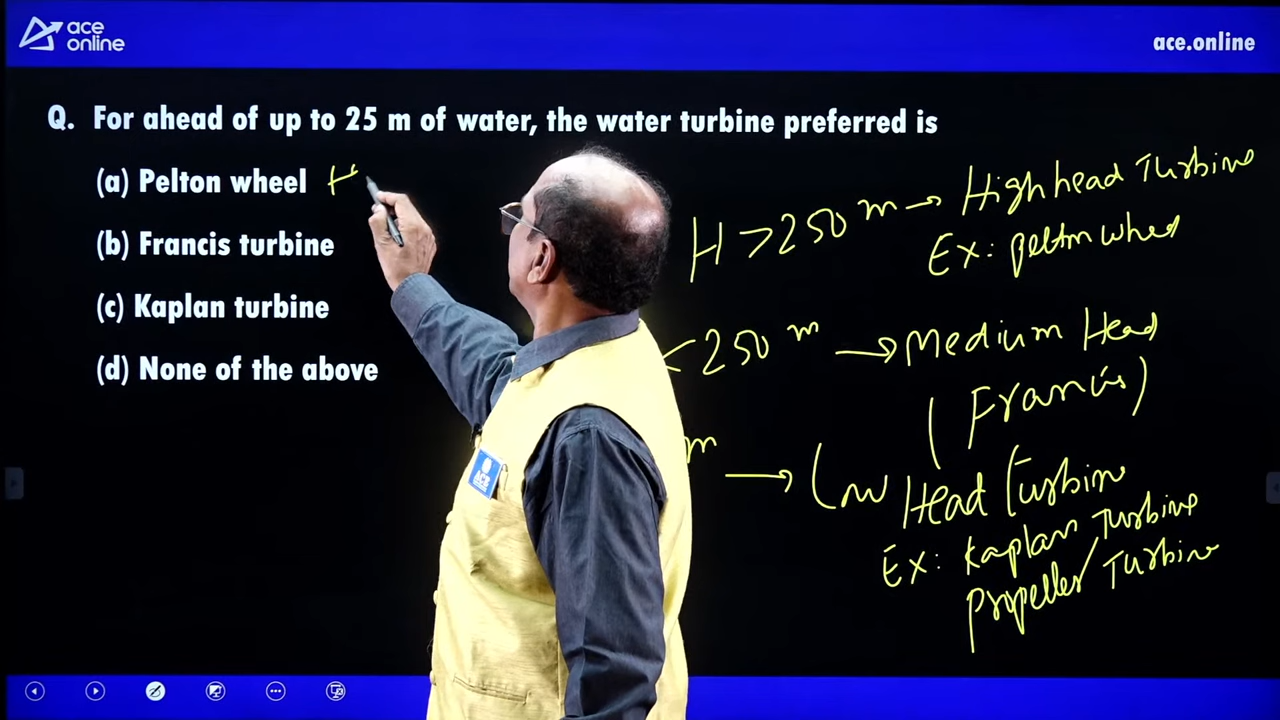 ace
online
ace.online
Q. For ahead of up to 25 m of water, the water turbine preferred is
(a) Pelton wheel H
(b) Francis turbine
(c) Kaplan turbine
(d) None of the above
H > 250 m → High head Turbine
Ex: pelton wheel
< 250 m → Medium Head
(Francis)
m → Low Head Turbine
Ex: Kaplan Turbine
Propeller Turbine
ACE